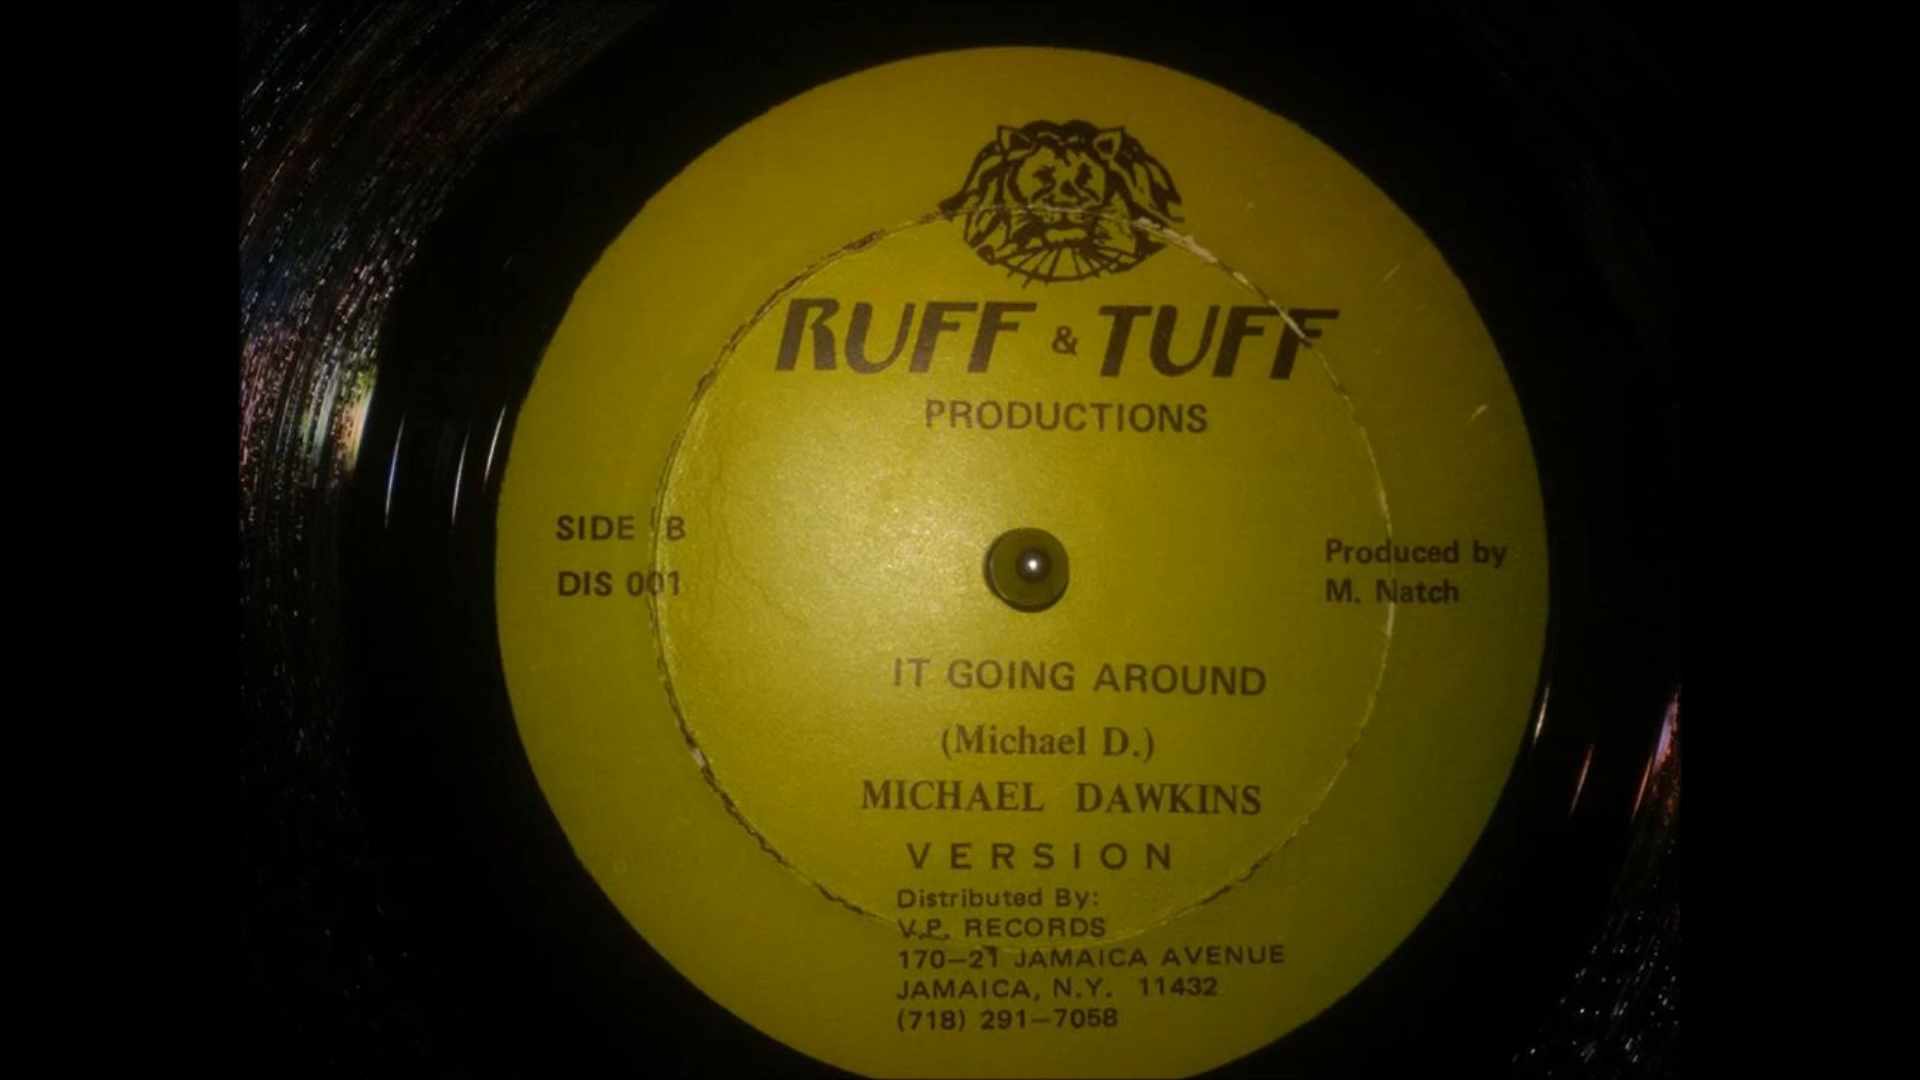 RUFF & TUFF
PRODUCTIONS
SIDE B
DIS 001
Produced by
M. Natch
IT GOING AROUND
(Michael D.)
MICHAEL DAWKINS
VERSION
Distributed By:
V.P. RECORDS
170—21 JAMAICA AVENUE
JAMAICA, N.Y. 11432
(718) 291—7058